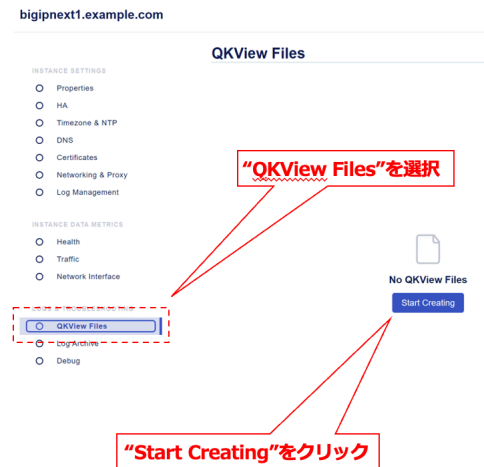 bigipnext1.example.com
QKView Files
INSTANCE SETTINGS
Properties
HA
Timezone & NTP
DNS
Certificates
Networking & Proxy
Log Management
“QKView Files”を選択
INSTANCE DATA METRICS
Health
Traffic
Network Interface
No QKView Files
Start Creating
LOGS & TROUBLESHOOTING
QKView Files
Log Archive
Debug
“Start Creating”をクリック